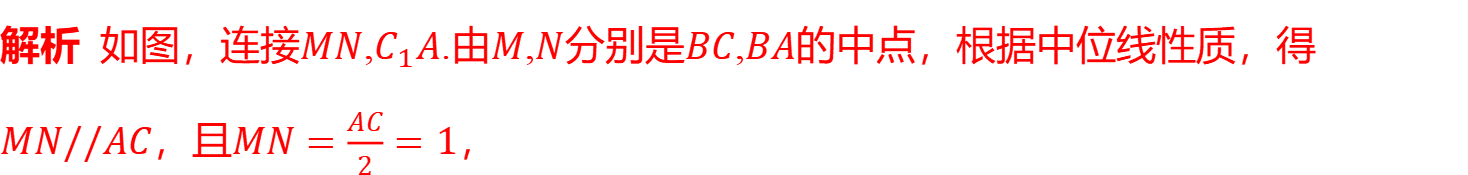 解析 如图，连接MN,C₁A.由M,N分别是BC,BA的中点，根据中位线性质，得
MN//AC，且MN = AC/2 = 1，